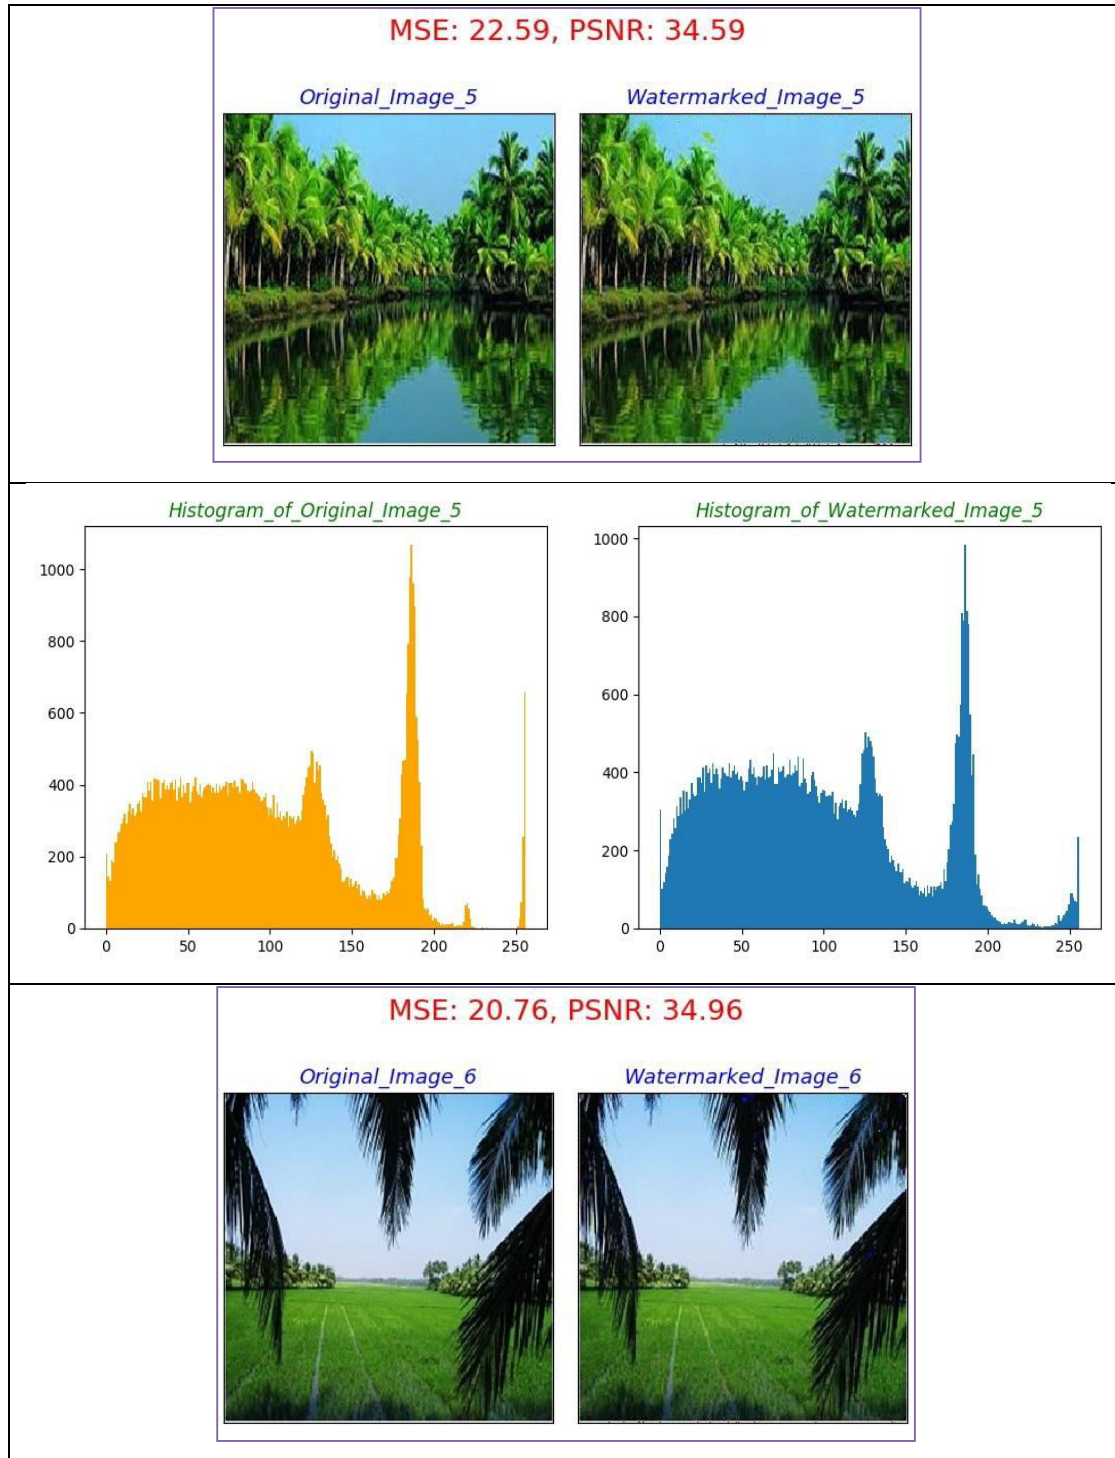 MSE: 22.59, PSNR: 34.59
Original_Image_5 Watermarked_Image_5
Histogram_of_Original_Image_5 Histogram_of_Watermarked_Image_5
1000
800
600
400
200
0
0 50 100 150 200 250
1000
800
600
400
200
0
0 50 100 150 200 250
MSE: 20.76, PSNR: 34.96
Original_Image_6 Watermarked_Image_6